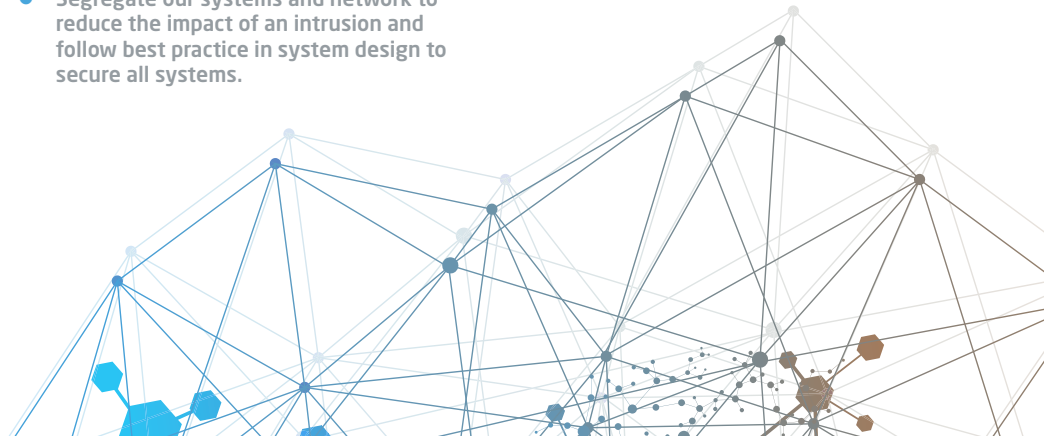 Segregate our systems and network to
reduce the impact of an intrusion and
follow best practice in system design to
secure all systems.